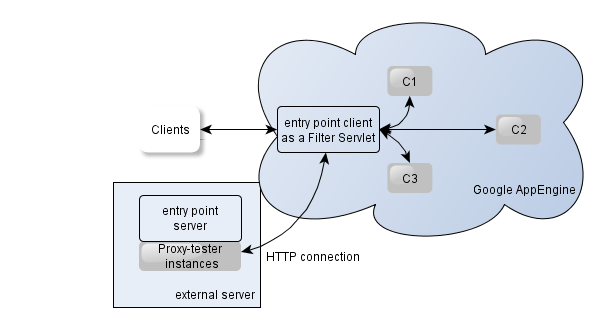 C1
entry point client
as a Filter Servlet
Clients
C2
C3
Google AppEngine
entry point
server
Proxy-tester
instances
HTTP connection
external server